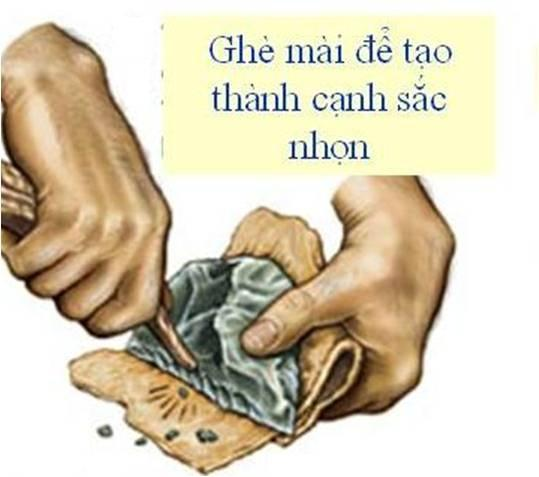 Ghè mài để tạo
thành cạnh sắc
nhọn